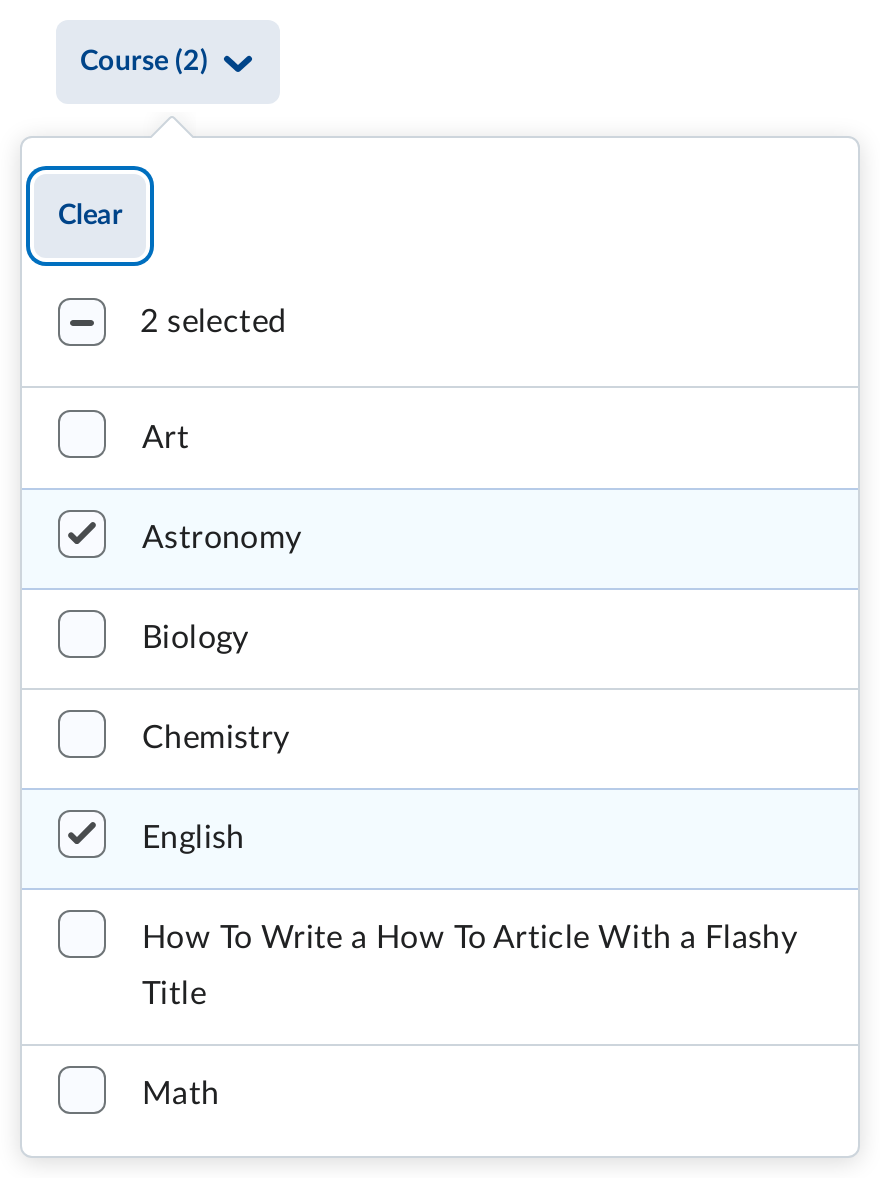 Course (2)
Clear
2 selected
Art
Astronomy
Biology
Chemistry
English
How To Write a How To Article With a Flashy
Title
Math